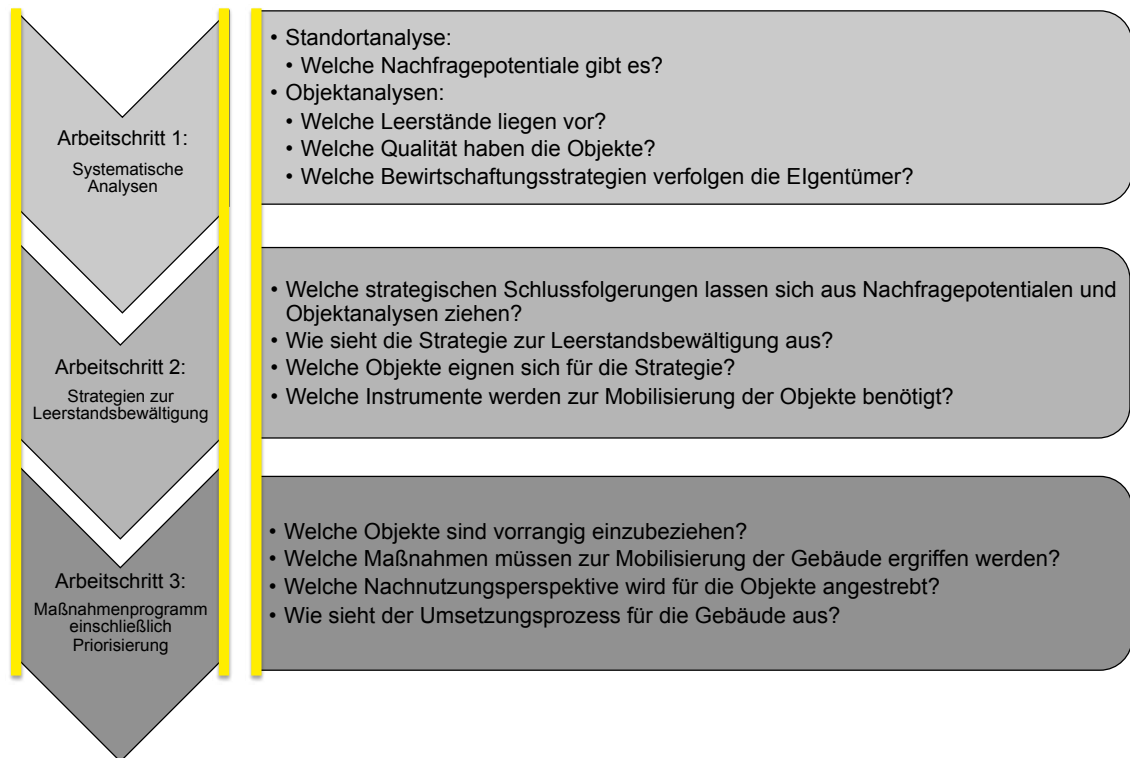 Arbeitschritt 1:
Systematische
Analysen
• Standortanalyse:
• Welche Nachfragepotentiale gibt es?
• Objektanalysen:
• Welche Leerstände liegen vor?
• Welche Qualität haben die Objekte?
• Welche Bewirtschaftungsstrategien verfolgen die EIgentümer?
Arbeitschritt 2:
Strategien zur
Leerstandsbewältigung
• Welche strategischen Schlussfolgerungen lassen sich aus Nachfragepotentialen und
Objektanalysen ziehen?
• Wie sieht die Strategie zur Leerstandsbewältigung aus?
• Welche Objekte eignen sich für die Strategie?
• Welche Instrumente werden zur Mobilisierung der Objekte benötigt?
Arbeitschritt 3:
Maßnahmenprogramm
einschließlich
Priorisierung
• Welche Objekte sind vorrangig einzubeziehen?
• Welche Maßnahmen müssen zur Mobilisierung der Gebäude ergriffen werden?
• Welche Nachnutzungsperspektive wird für die Objekte angestrebt?
• Wie sieht der Umsetzungsprozess für die Gebäude aus?